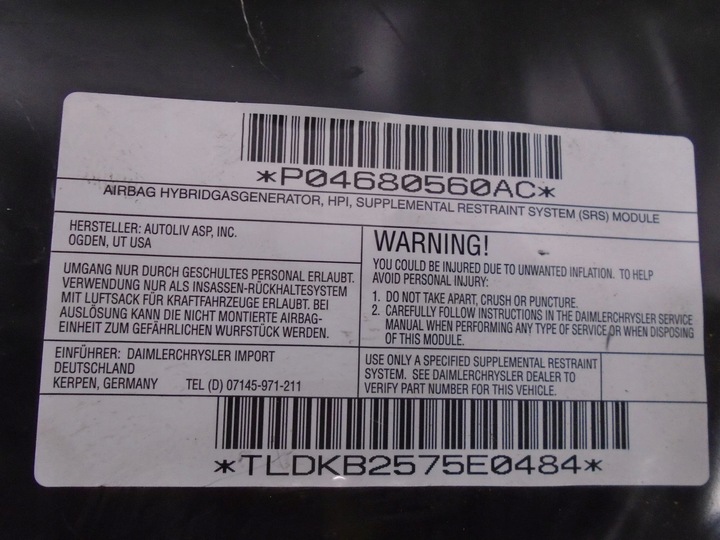 *P04680560AC*
AIRBAG HYBRIDGASGENERATOR, HPI, SUPPLEMENTAL RESTRAINT SYSTEM (SRS) MODULE
HERSTELLER: AUTOLIV ASP, INC.
OGDEN, UT USA
UMGANG NUR DURCH GESCHULTES PERSONAL ERLAUBT.
VERWENDUNG NUR ALS INSASSEN-RÜCKHALTESYSTEM
MIT LUFTSACK FÜR KRAFTFAHRZEUGE ERLAUBT. BEI
AUSLÖSUNG KANN DIE NICHT MONTIERTE AIRBAG-
EINHEIT ZUM GEFÄHRLICHEN WURFSTÜCK WERDEN.
EINFÜHRER: DAIMLERCHRYSLER IMPORT
DEUTSCHLAND
KERPEN, GERMANY TEL (D) 07145-971-211
WARNING!
YOU COULD BE INJURED DUE TO UNWANTED INFLATION. TO HELP
AVOID PERSONAL INJURY:
1. DO NOT TAKE APART, CRUSH OR PUNCTURE.
2. CAREFULLY FOLLOW INSTRUCTIONS IN THE DAIMLERCHRYSLER SERVICE
MANUAL WHEN PERFORMING ANY TYPE OF SERVICE OR WHEN DISPOSING
OF THIS MODULE.
USE ONLY A SPECIFIED SUPPLEMENTAL RESTRAINT
SYSTEM. SEE DAIMLERCHRYSLER DEALER TO
VERIFY PART NUMBER FOR THIS VEHICLE.
*TLDKB2575E0484*